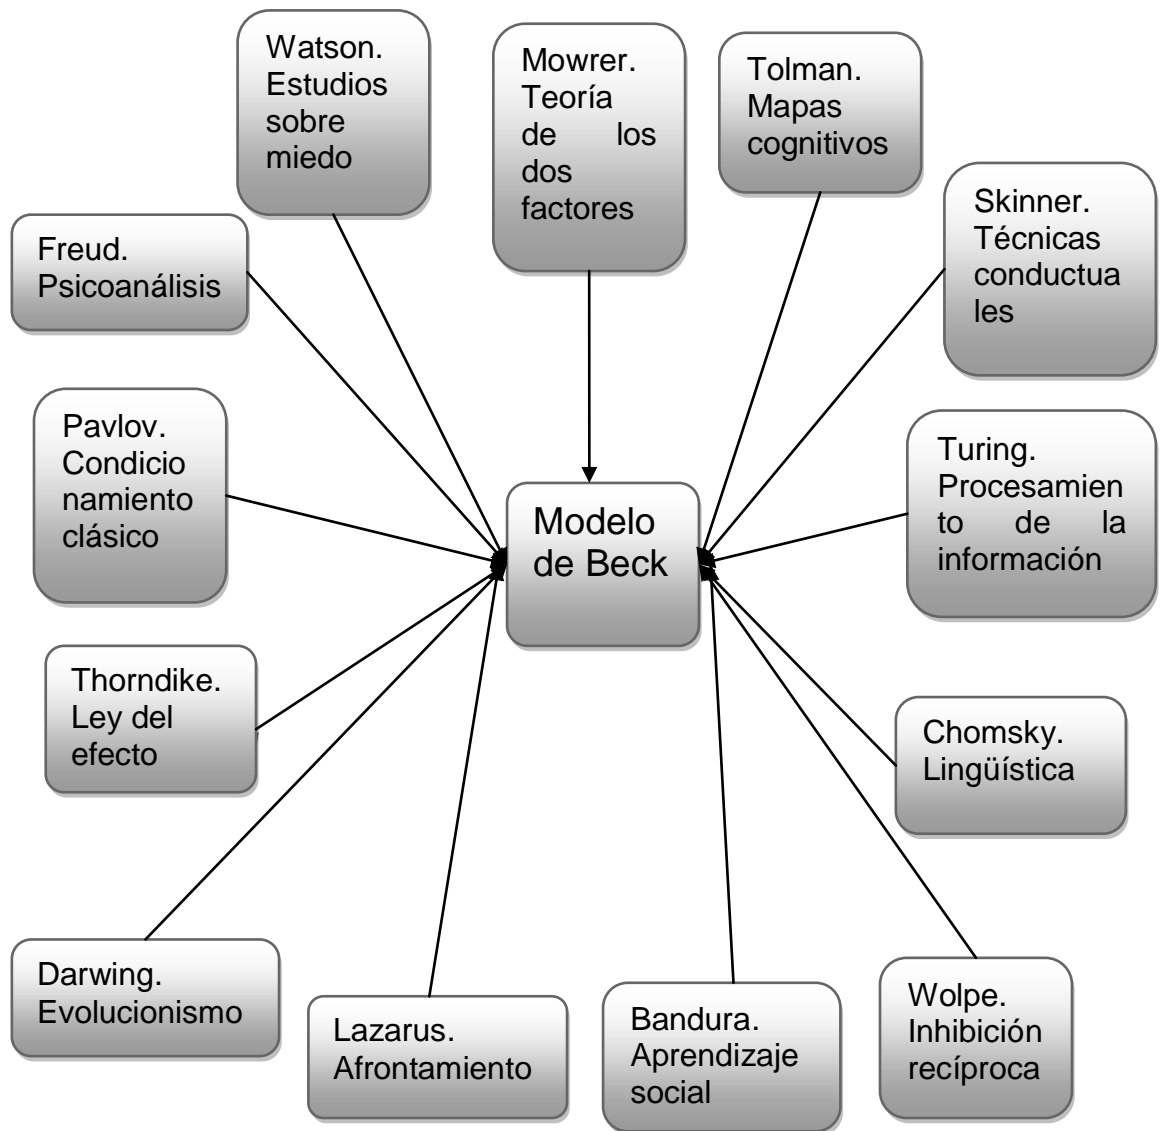 Watson.
Estudios
sobre
miedo
Mowrer.
Teoría
de los
dos
factores
Tolman.
Mapas
cognitivos
Skinner.
Técnicas
conductua
les
Freud.
Psicoanálisis
Pavlov.
Condicio
namiento
clásico
Turing.
Procesamien
to de la
información
Modelo
de Beck
Thorndike.
Ley del
efecto
Chomsky.
Lingüística
Darwing.
Evolucionismo
Lazarus.
Afrontamiento
Bandura.
Aprendizaje
social
Wolpe.
Inhibición
recíproca